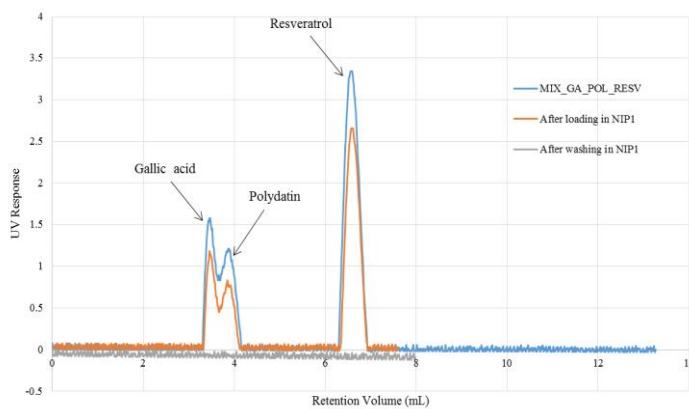 4
3.5
3
2.5
2
1.5
1
0.5
0
-0.5
UV Response
Resveratrol
Gallic acid
Polydatin
MIX_GA_POL_RESV
After loading in NIP1
After washing in NIP1
0 2 4 6 8 10 12 14
Retention Volume (mL)